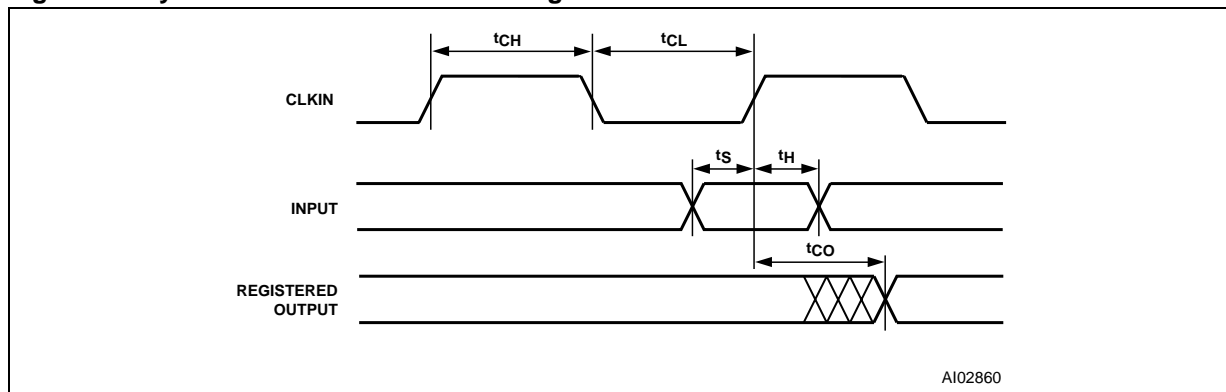 tCH
tCL
CLKIN
tS
tH
INPUT
tCO
REGISTERED
OUTPUT
AI02860